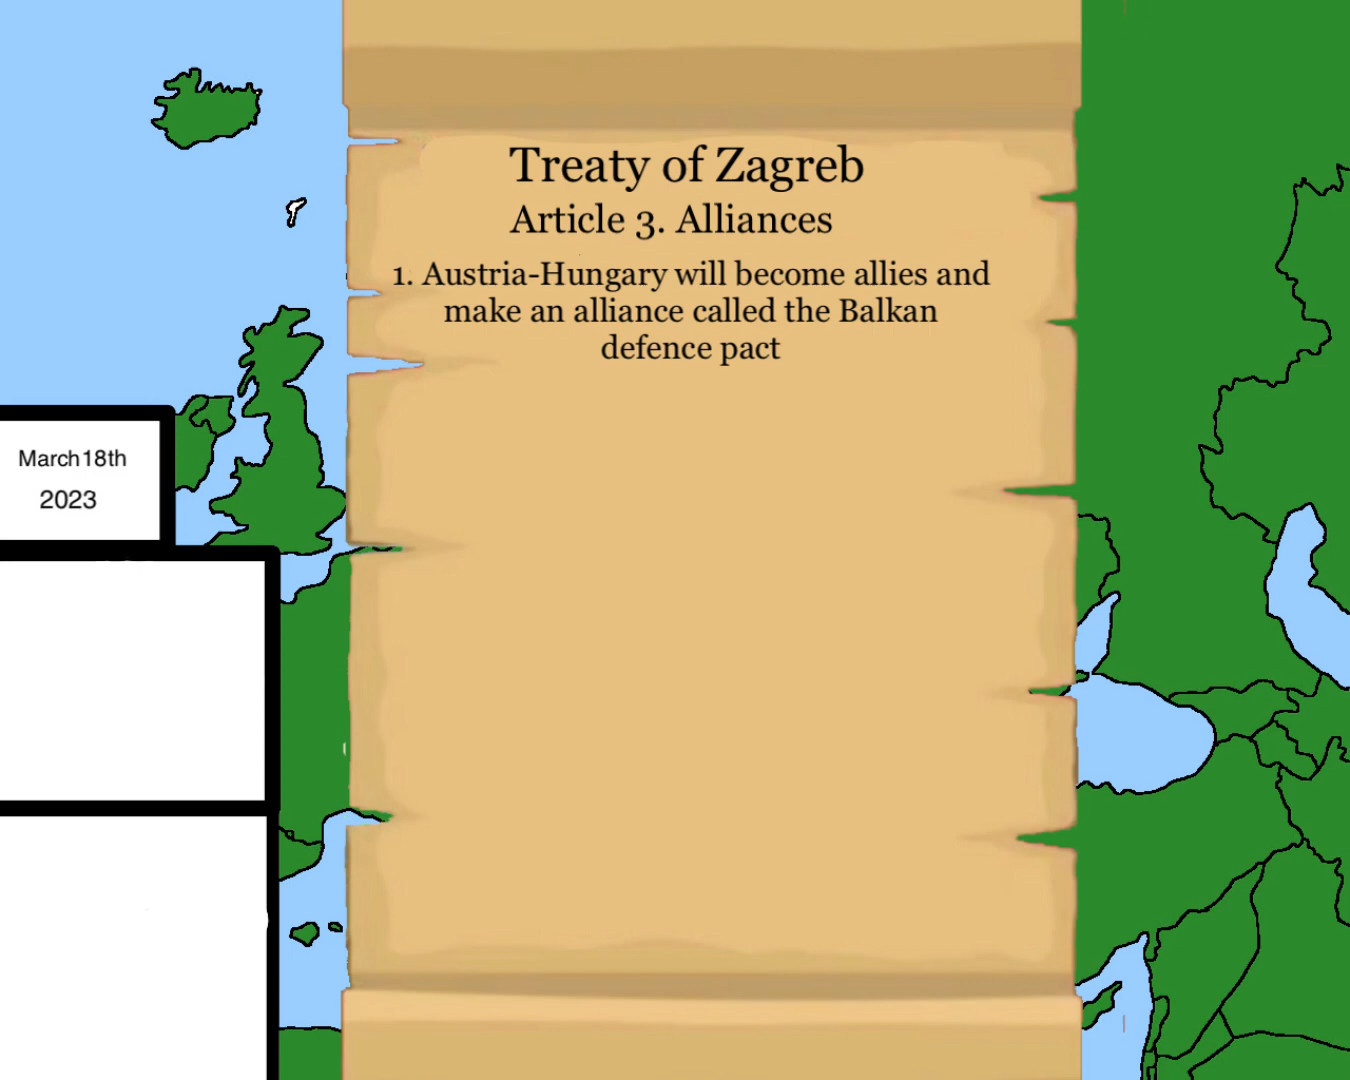 Treaty of Zagreb
Article 3. Alliances
1. Austria-Hungary will become allies and
make an alliance called the Balkan
defence pact
March 18th
2023